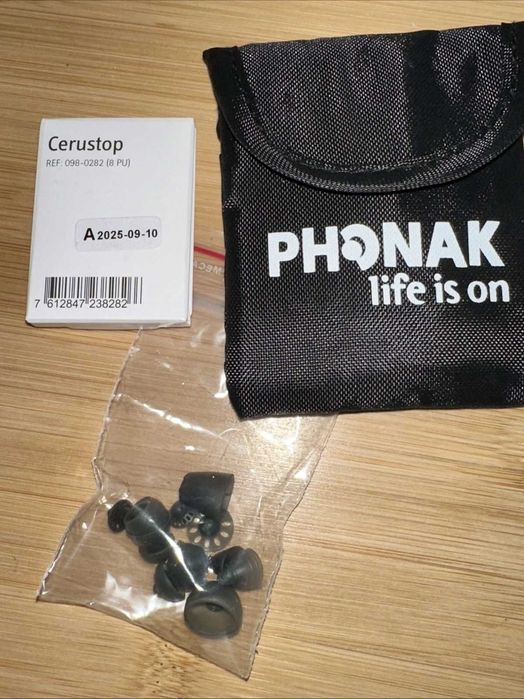 Cerustop
REF: 098-0282 (8 PU)
A 2025-09-10
7 612847 238282
PHONAK
life is on